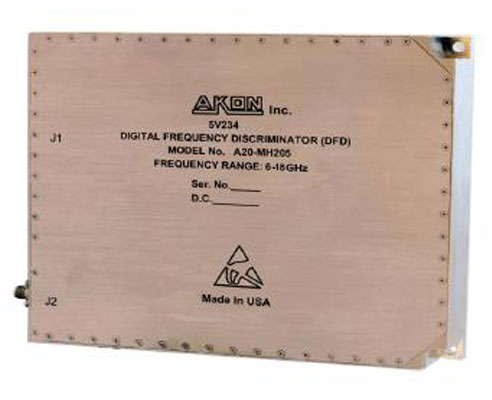 AKON Inc.
5V234
DIGITAL FREQUENCY DISCRIMINATOR (DFD)
J1
MODEL No. A20-MH205
FREQUENCY RANGE: 6-18GHz
Ser. No.____
D.C.______
J2
Made In USA